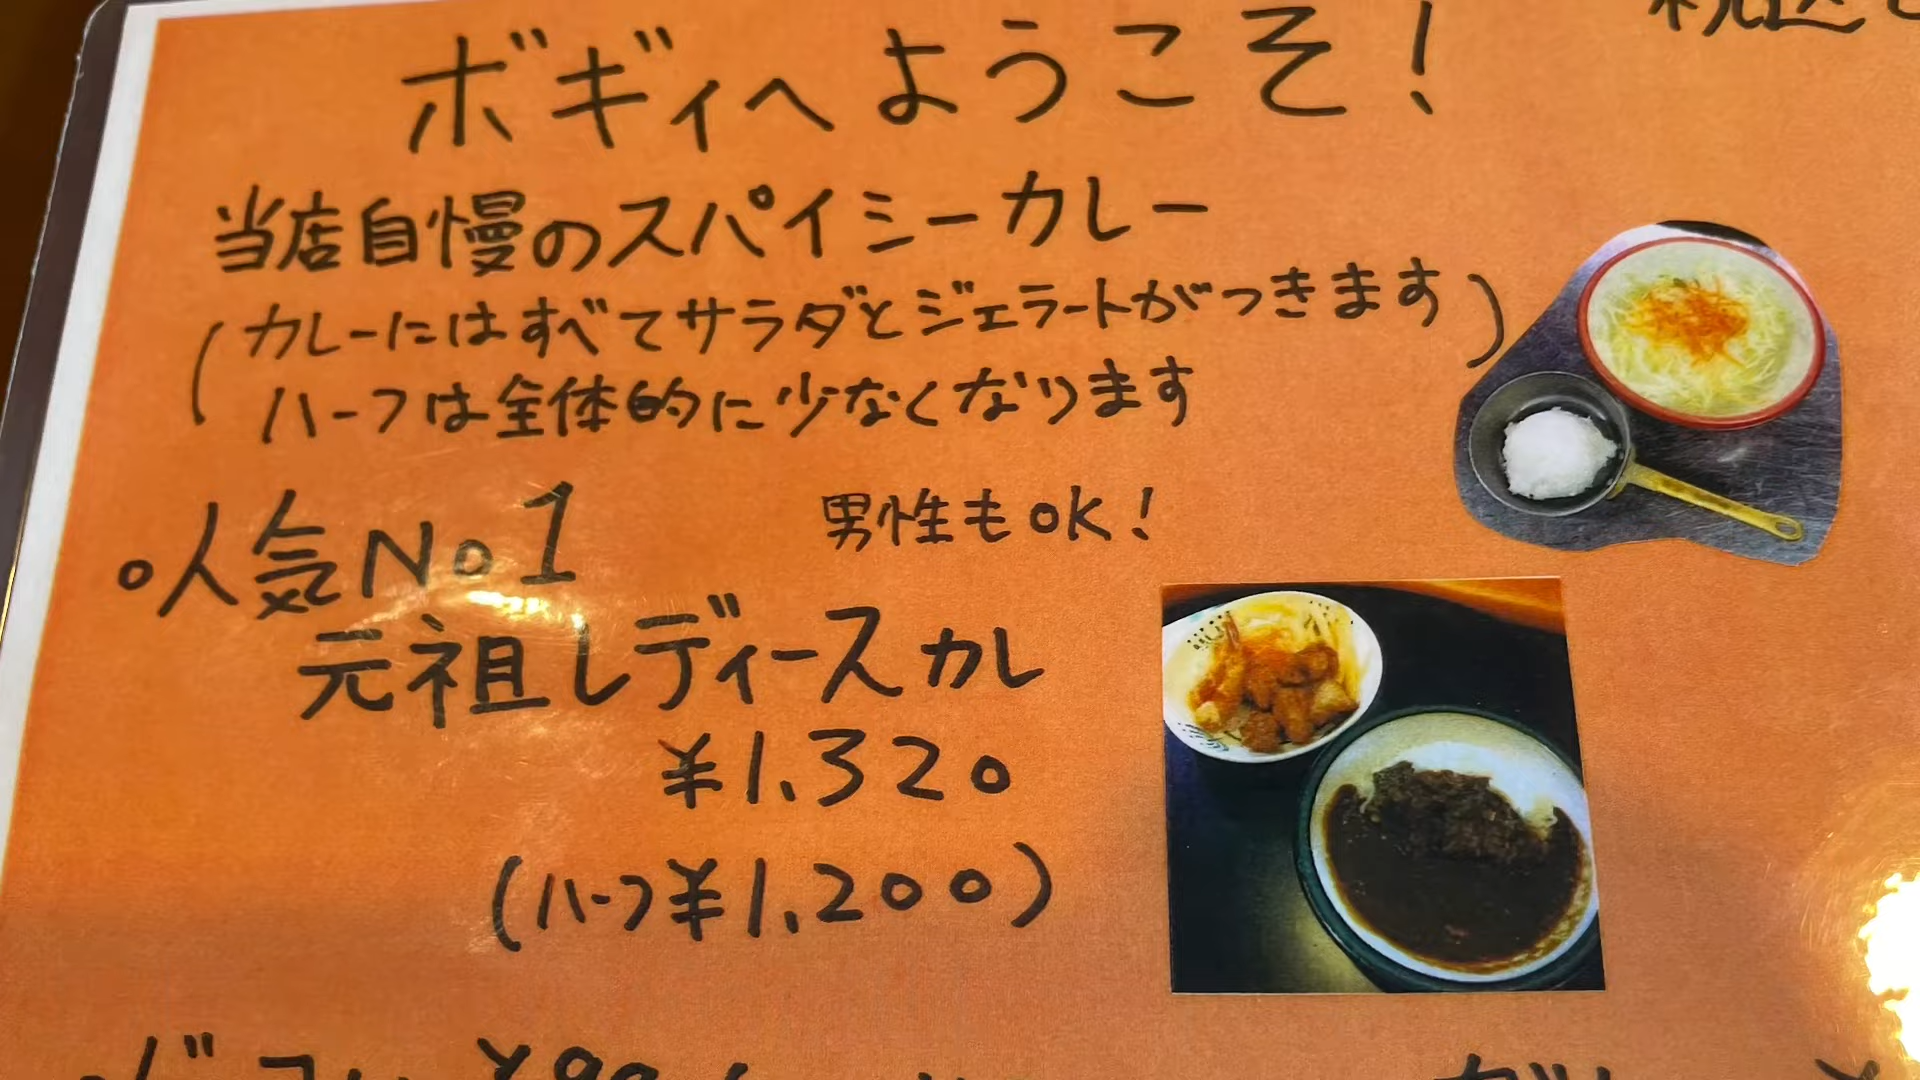 ボギィへようこそ!
当店自慢のスパイミーカレー
(カレーにはすべてサラダとジェラートがつきます)
ハーフは全体的に少なくなります
○人気No1
男性もOK!
元祖レディースカレ
¥1.320
(ハーフ¥1.200)